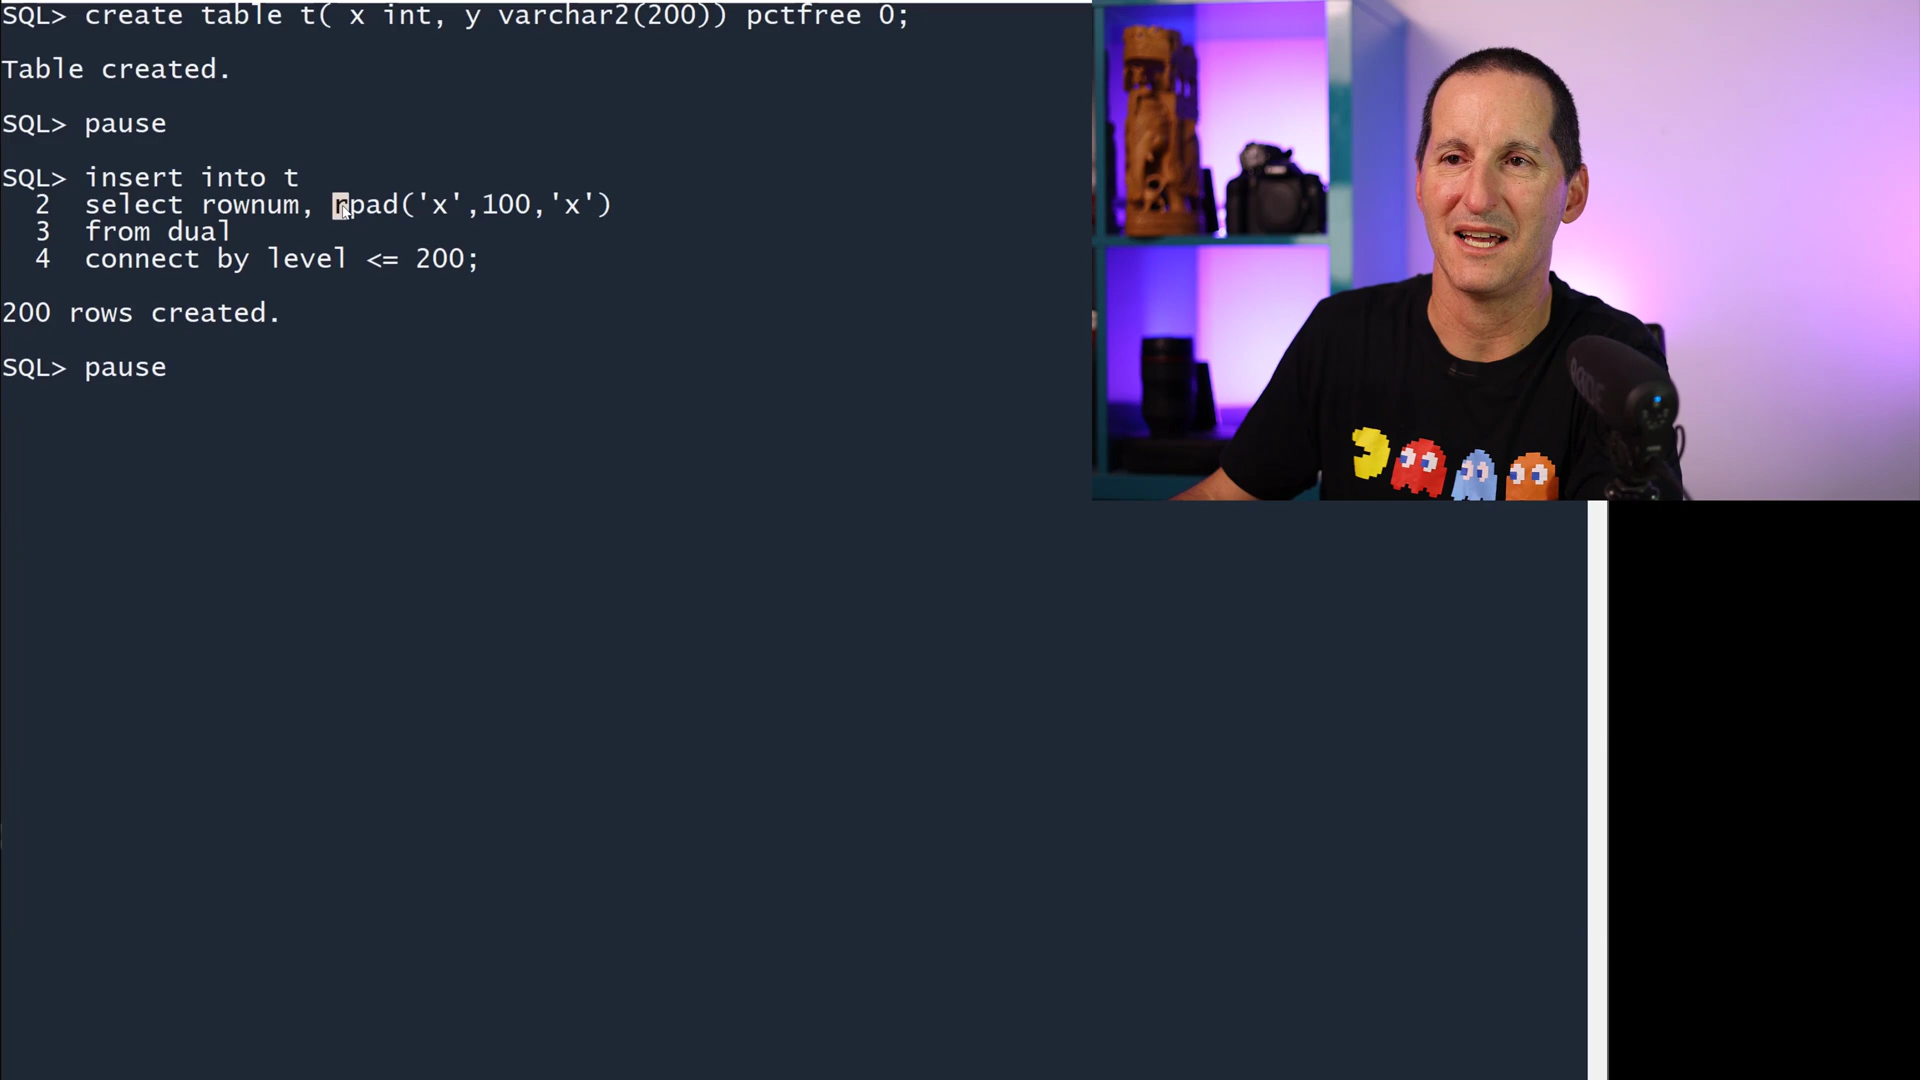 SQL> create table t( x int, y varchar2(200)) pctfree 0;
Table created.
SQL> pause
SQL> insert into t
2 select rownum, rpad('x',100,'x')
3 from dual
4 connect by level <= 200;
200 rows created.
SQL> pause
RODE